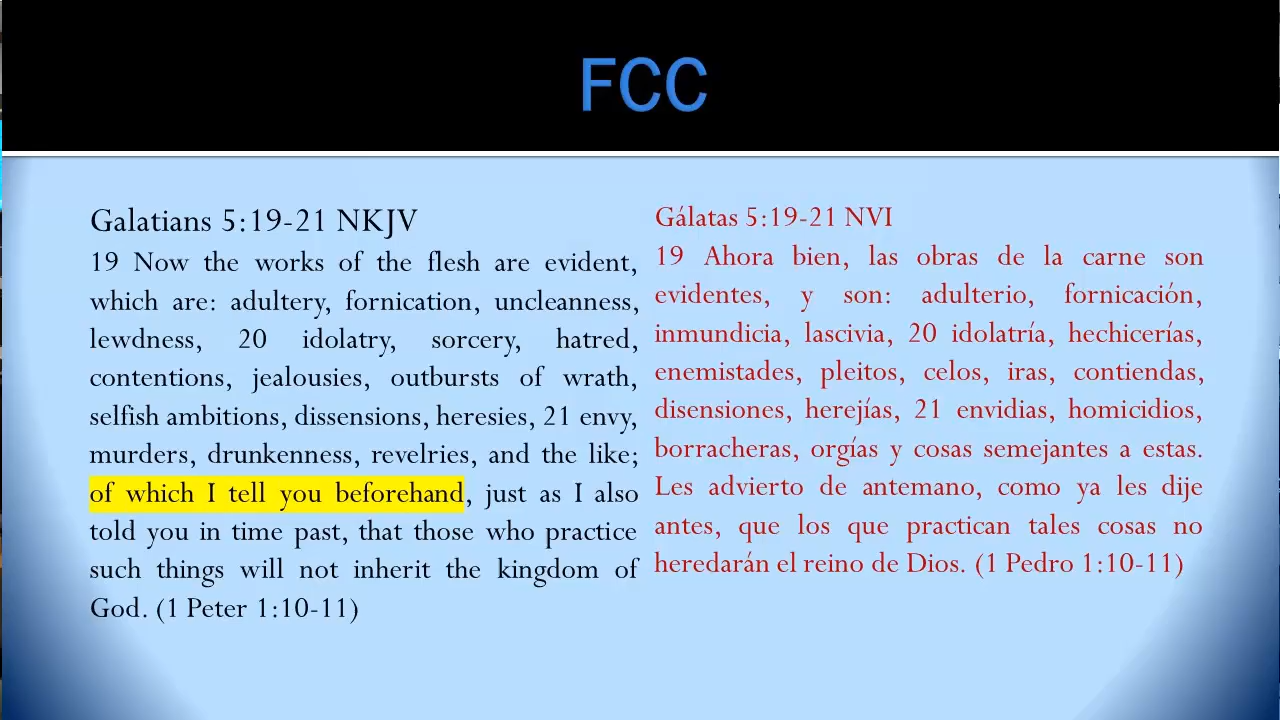 FCC
Galatians 5:19-21 NKJV
19 Now the works of the flesh are evident,
which are: adultery, fornication, uncleanness,
lewdness, 20 idolatry, sorcery, hatred,
contentions, jealousies, outbursts of wrath,
selfish ambitions, dissensions, heresies, 21 envy,
murders, drunkenness, revelries, and the like;
of which I tell you beforehand, just as I also
told you in time past, that those who practice
such things will not inherit the kingdom of
God. (1 Peter 1:10-11)
Gálatas 5:19-21 NVI
19 Ahora bien, las obras de la carne son
evidentes, y son: adulterio, fornicación,
inmundicia, lascivia, 20 idolatría, hechicerías,
enemistades, pleitos, celos, iras, contiendas,
disensiones, herejías, 21 envidias, homicidios,
borracheras, orgías y cosas semejantes a estas.
Les advierto de antemano, como ya les dije
antes, que los que practican tales cosas no
heredarán el reino de Dios. (1 Pedro 1:10-11)